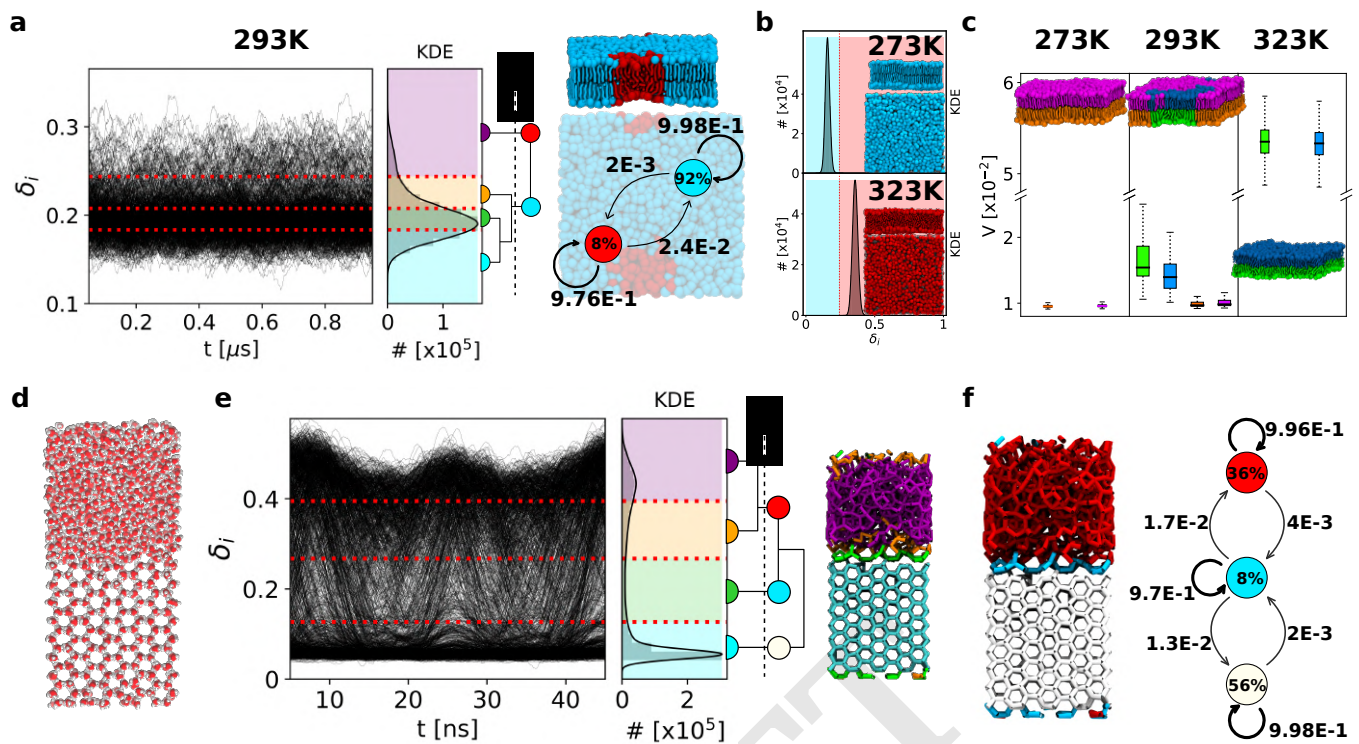 a
293K
KDE
δi
0.3
0.2
0.1
0.2 0.4 0.6 0.8
t [μs]
0 1
# [x10⁵]
9.98E-1
92%
2E-3
8%
2.4E-2
9.76E-1
b
273K
# [x10⁴]
4
2
0
KDE
323K
# [x10⁴]
4
2
0
KDE
0 0.5 1
δi
c
273K 293K 323K
V [x10⁻²]
6
5
2
1
d
e
KDE
δi
0.4
0.2
0
10 20 30 40
t [ns]
0 2
# [x10⁵]
f
9.96E-1
36%
1.7E-2 4E-3
9.7E-1
8%
1.3E-2 2E-3
56%
9.98E-1